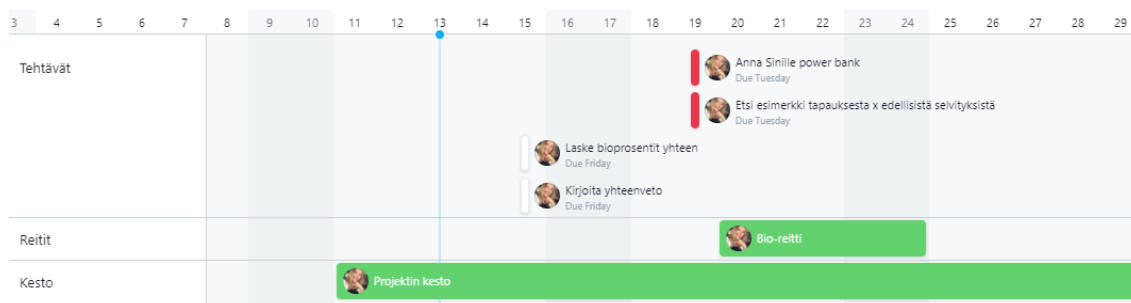 3 4 5 6 7 8 9 10 11 12 13 14 15 16 17 18 19 20 21 22 23 24 25 26 27 28 29
Tehtävät
Anna Sinille power bank
Due Tuesday
Etsi esimerkki tapauksesta x edellisistä selvityksistä
Due Tuesday
Laske bioprosentit yhteen
Due Friday
Kirjoita yhteenveto
Due Friday
Reitit
Bio-reitti
Kesto
Projektin kesto